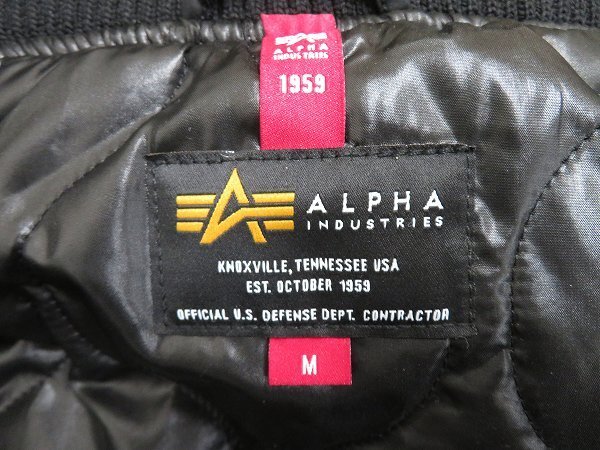 ALPHA
INDUSTRIES
1959
ALPHA
INDUSTRIES
KNOXVILLE, TENNESSEE USA
EST. OCTOBER 1959
OFFICIAL U.S. DEFENSE DEPT. CONTRACTOR
M